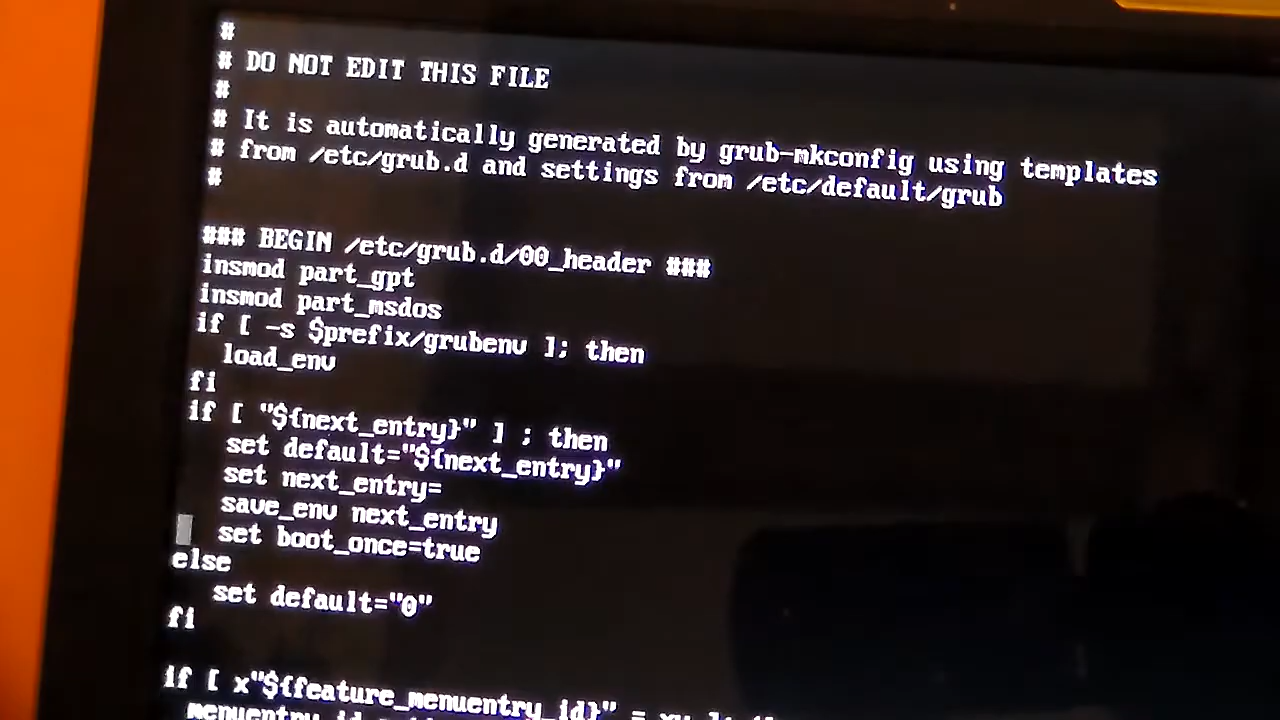 #
# DO NOT EDIT THIS FILE
#
# It is automatically generated by grub-mkconfig using templates
# from /etc/grub.d and settings from /etc/default/grub
#
### BEGIN /etc/grub.d/00_header ###
insmod part_gpt
insmod part_msdos
if [ -s $prefix/grubenv ]; then
  load_env
fi
if [ "${next_entry}" ] ; then
   set default="${next_entry}"
   set next_entry=
   save_env next_entry
   set boot_once=true
else
   set default="0"
fi
if [ x"${feature_menuentry_id}" =